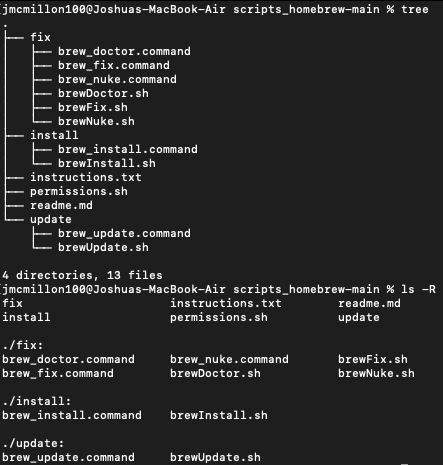 [jmcmillon100@Joshuas-MacBook-Air scripts_homebrew-main % tree
.
├── fix
│   ├── brew_doctor.command
│   ├── brew_fix.command
│   ├── brew_nuke.command
│   ├── brewDoctor.sh
│   ├── brewFix.sh
│   └── brewNuke.sh
├── install
│   ├── brew_install.command
│   └── brewInstall.sh
├── instructions.txt
├── permissions.sh
├── readme.md
└── update
    ├── brew_update.command
    └── brewUpdate.sh

4 directories, 13 files
[jmcmillon100@Joshuas-MacBook-Air scripts_homebrew-main % ls -R
fix                 instructions.txt    readme.md
install             permissions.sh      update

./fix:
brew_doctor.command brew_nuke.command   brewFix.sh
brew_fix.command    brewDoctor.sh       brewNuke.sh

./install:
brew_install.command    brewInstall.sh

./update:
brew_update.command brewUpdate.sh